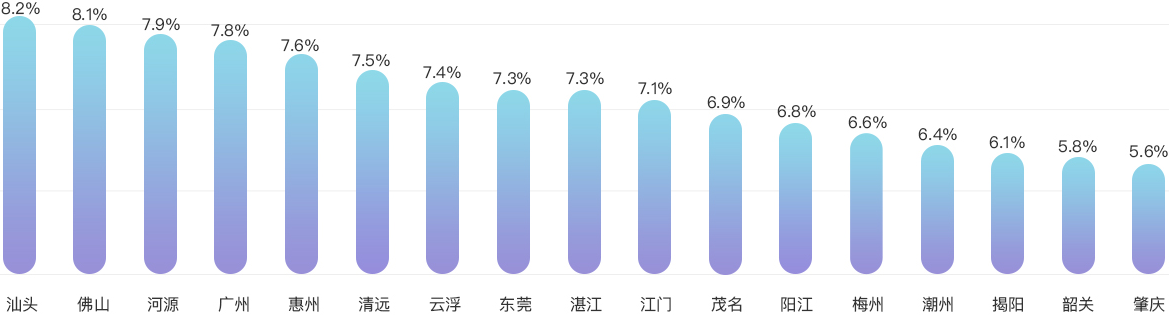 8.2% 8.1% 7.9% 7.8% 7.6% 7.5% 7.4% 7.3% 7.3% 7.1% 6.9% 6.8% 6.6% 6.4% 6.1% 5.8% 5.6%
汕头 佛山 河源 广州 惠州 清远 云浮 东莞 湛江 江门 茂名 阳江 梅州 潮州 揭阳 韶关 肇庆